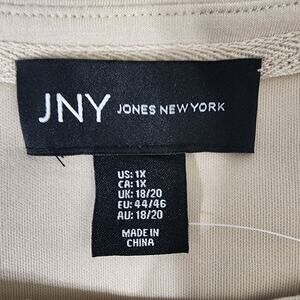 JNY JONES NEW YORK
US: 1X
CA: 1X
UK: 18/20
EU: 44/46
AU: 18/20
MADE IN
CHINA